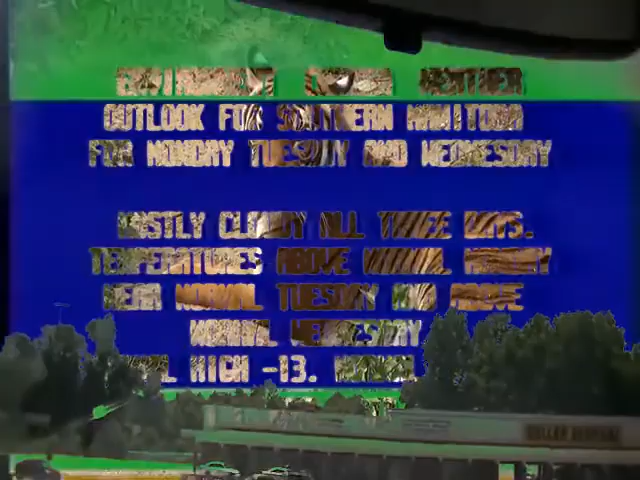 OUTLOOK FOR SOUTHERN MANITOBA
FOR MONDAY TUESDAY AND WEDNESDAY
MOSTLY CLOUDY ALL THREE DAYS.
TEMPERATURES ABOVE NORMAL MONDAY
NEAR NORMAL TUESDAY AND ABOVE
NORMAL WEDNESDAY
HIGH -13.